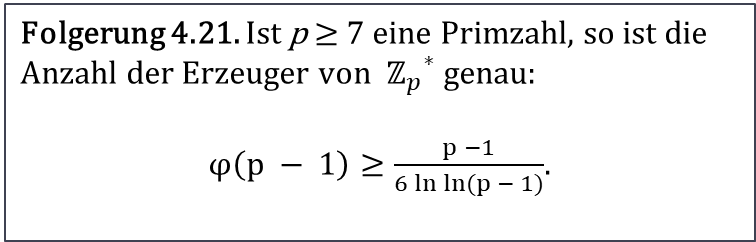 Folgerung 4.21. Ist p ≥ 7 eine Primzahl, so ist die
Anzahl der Erzeuger von ℤₚ* genau:
φ(p − 1) ≥ p −1 / 6 ln ln(p − 1).